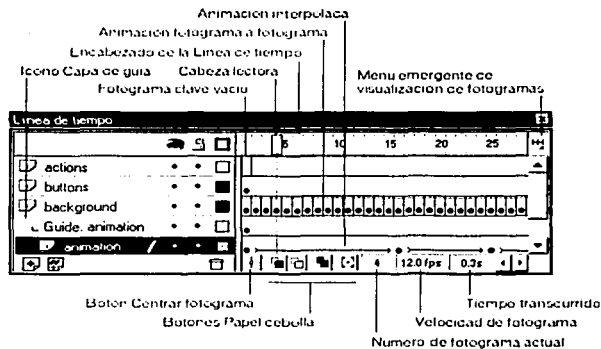 Animación interpolada
Animación fotograma a fotograma
Encabezado de la Línea de tiempo
Icono Capa de guía Cabeza lectora
Fotograma clave vacío
Menú emergente de
visualización de fotogramas
Línea de tiempo
5 10 15 20 25
actions
buttons
background
Guide: animation
animation
4 12.0 fps 0.3s
Botón Centrar fotograma
Botones Papel cebolla
Tiempo transcurrido
Velocidad de fotograma
Número de fotograma actual